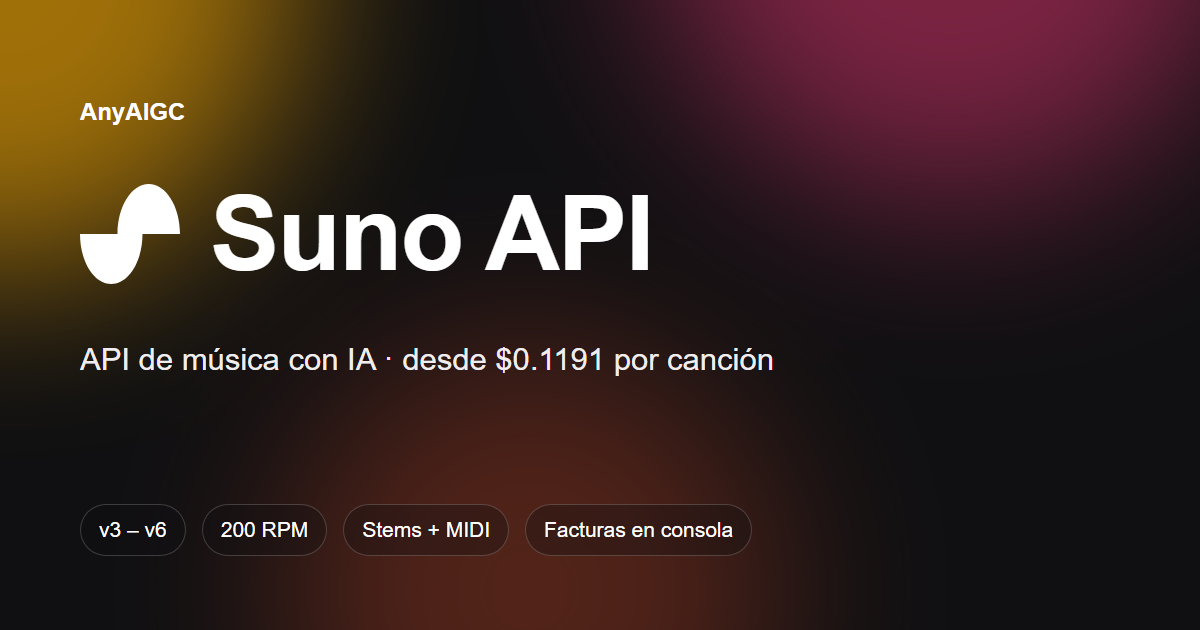 AnyAIGC
Suno API
API de música con IA · desde $0.1191 por canción
v3 – v6
200 RPM
Stems + MIDI
Facturas en consola